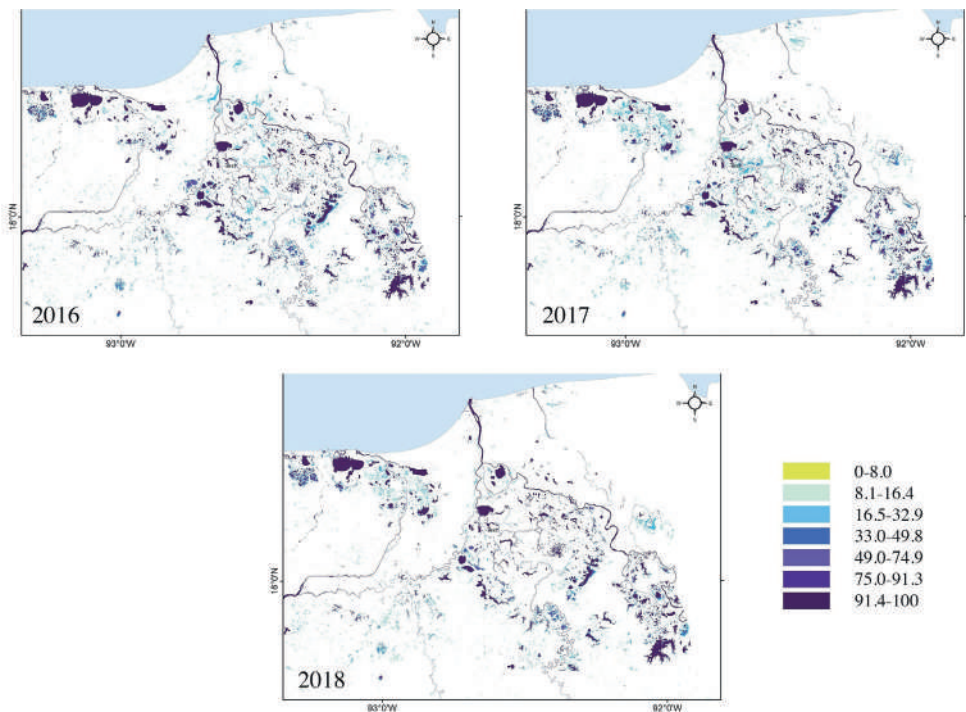 N
W E
S
18°0'N
2016
93°0'W
92°0'W
N
W E
S
18°0'N
2017
93°0'W
92°0'W
N
W E
S
18°0'N
2018
93°0'W
92°0'W
0-8.0
8.1-16.4
16.5-32.9
33.0-49.8
49.0-74.9
75.0-91.3
91.4-100